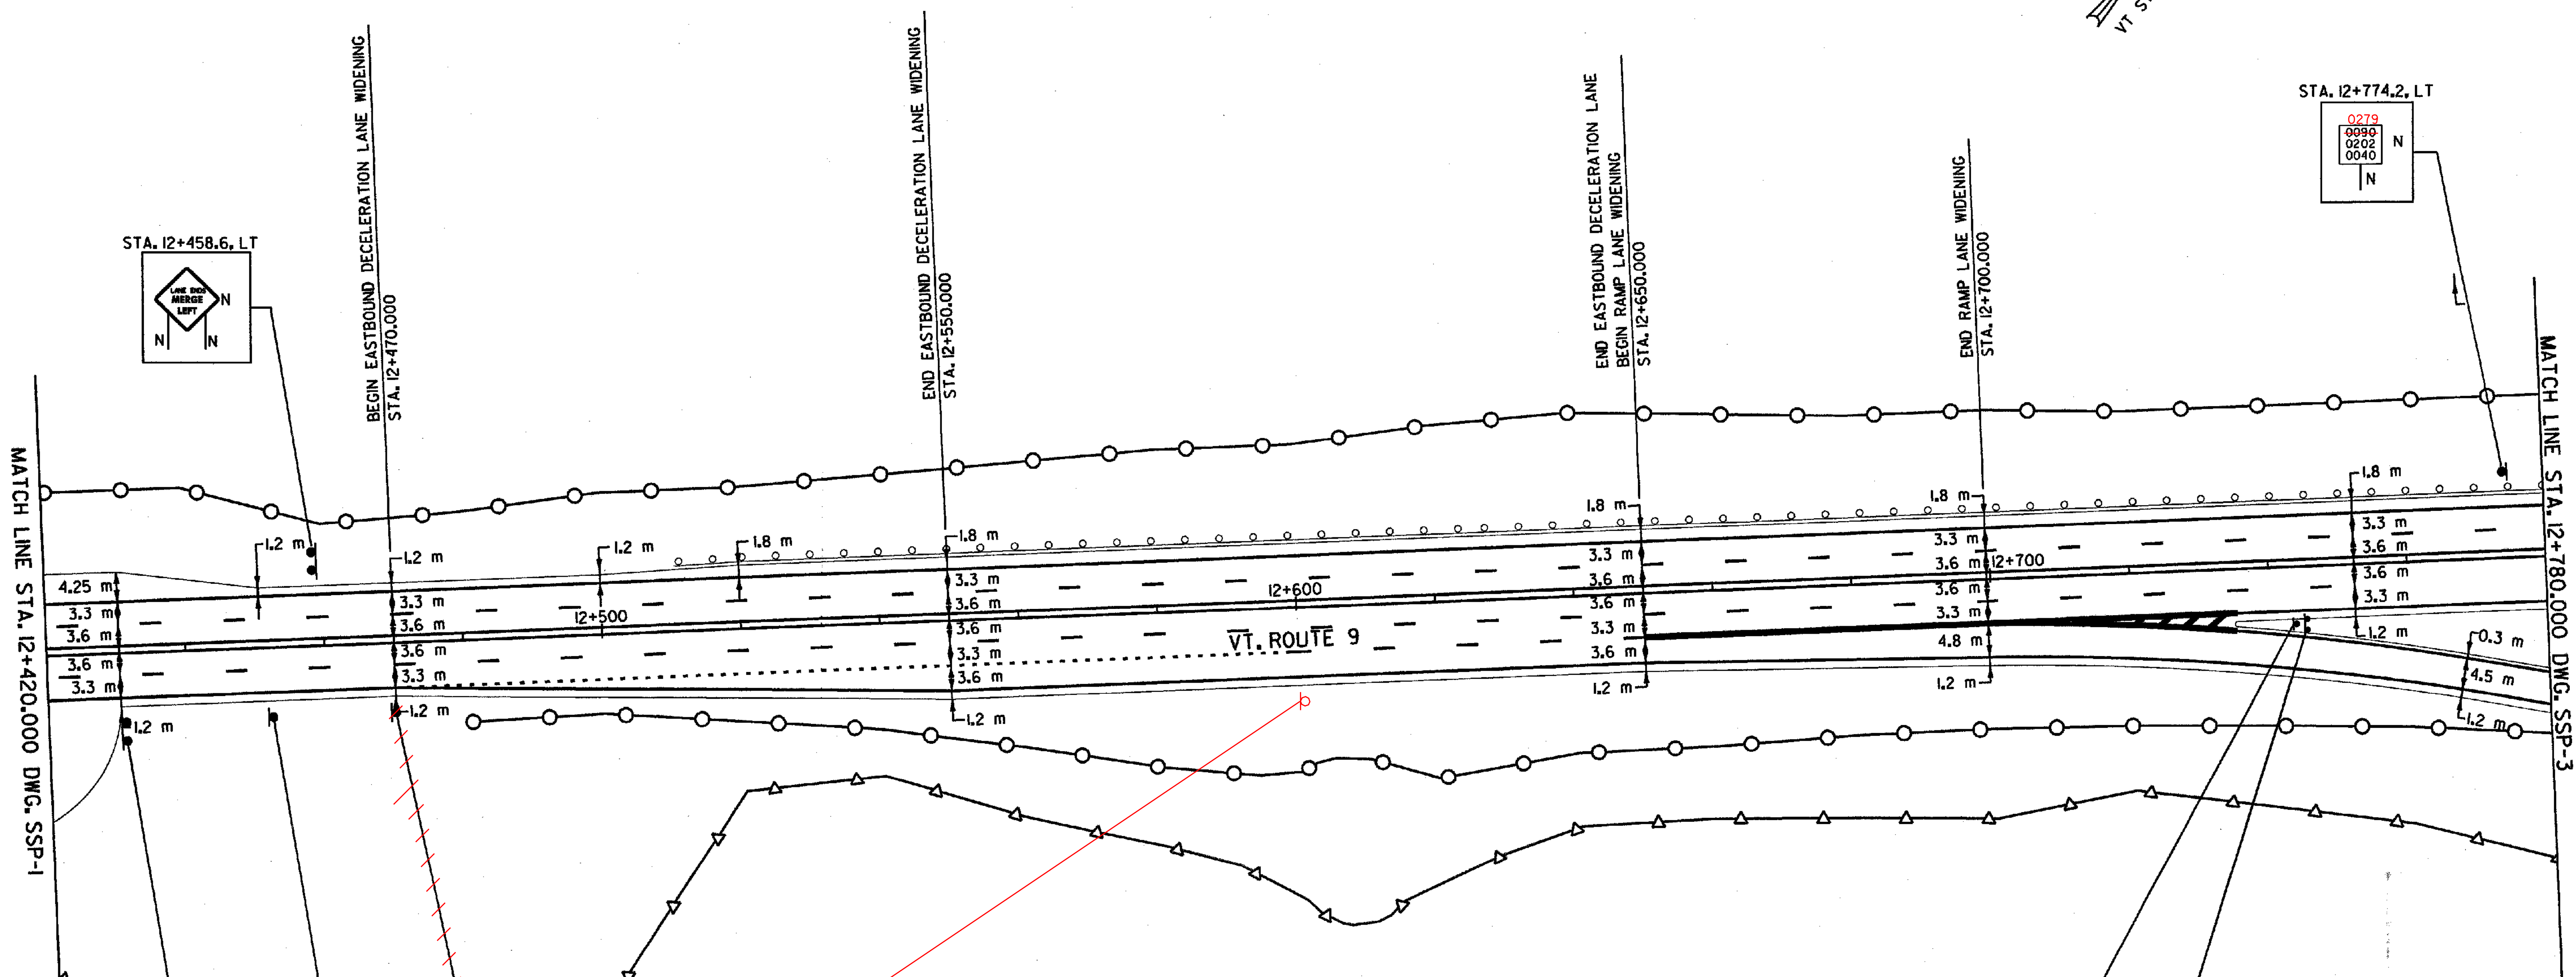 VT S
STA. 12+458.6, LT
LANE ENDS
MERGE
LEFT
N
N
N
BEGIN EASTBOUND DECELERATION LANE WIDENING
STA. 12+470.000
END EASTBOUND DECELERATION LANE WIDENING
STA. 12+550.000
END EASTBOUND DECELERATION LANE
BEGIN RAMP LANE WIDENING
STA. 12+650.000
END RAMP LANE WIDENING
STA. 12+700.000
STA. 12+774.2, LT
0279
0090
0202
0040
N
N
MATCH LINE STA. 12+420.000 DWG. SSP-1
4.25 m
3.3 m
3.6 m
3.6 m
3.3 m
1.2 m
1.2 m
1.2 m
3.3 m
3.6 m
3.6 m
3.3 m
1.2 m
1.2 m
12+500
1.8 m
1.8 m
3.3 m
3.6 m
3.6 m
3.3 m
3.6 m
1.2 m
12+600
VT. ROUTE 9
1.8 m
3.3 m
3.6 m
3.6 m
3.3 m
3.6 m
1.2 m
1.8 m
3.3 m
3.6 m
12+700
3.6 m
3.3 m
4.8 m
1.2 m
1.8 m
3.3 m
3.6 m
3.6 m
3.3 m
1.2 m
0.3 m
4.5 m
1.2 m
MATCH LINE STA. 12+780.000 DWG. SSP-3